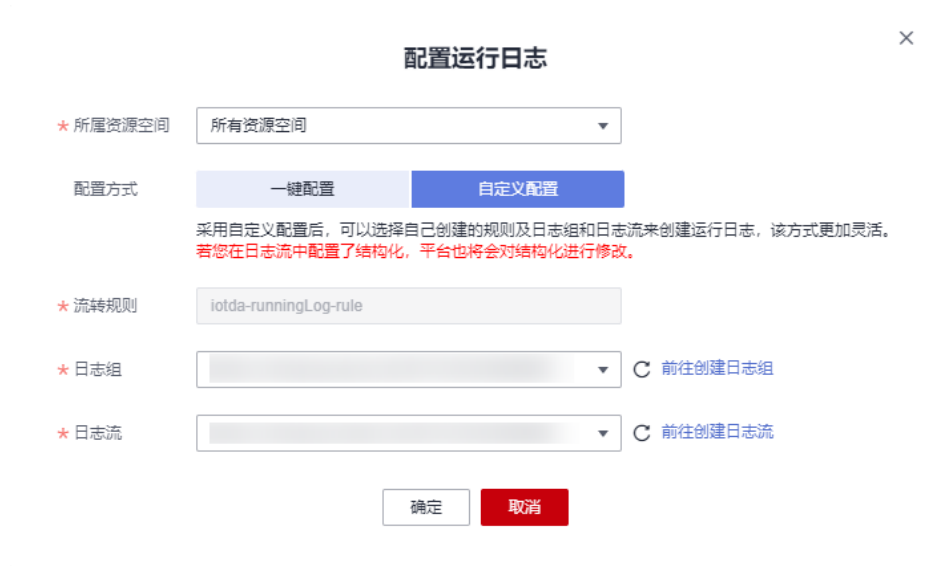 配置运行日志
* 所属资源空间 所有资源空间
配置方式 一键配置 自定义配置
采用自定义配置后，可以选择自己创建的规则及日志组和日志流来创建运行日志，该方式更加灵活。
若您在日志流中配置了结构化，平台也将会对结构化进行修改。
* 流转规则 iotda-runningLog-rule
* 日志组 前往创建日志组
* 日志流 前往创建日志流
确定 取消